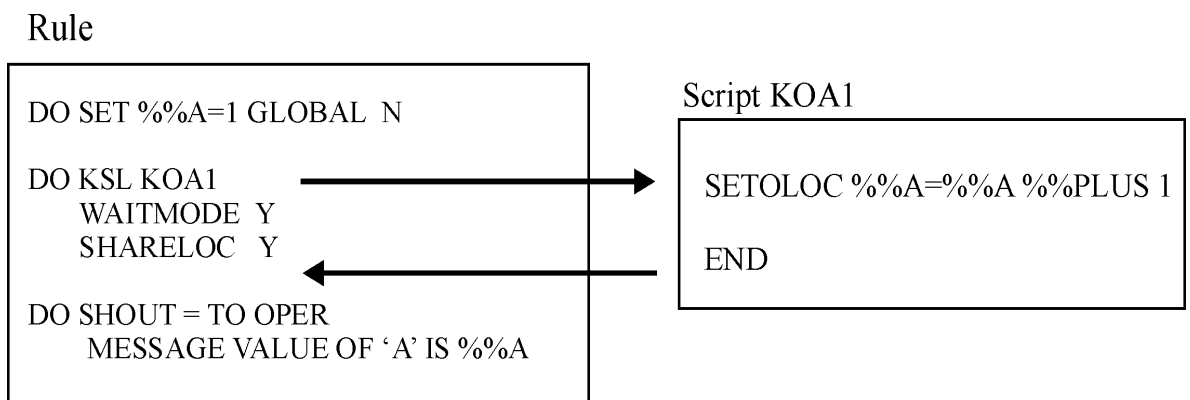 Rule
DO SET %%A=1 GLOBAL N
DO KSL KOA1
WAITMODE Y
SHARELOC Y
DO SHOUT = TO OPER
MESSAGE VALUE OF ‘A’ IS %%A
Script KOA1
SETOLOC %%A=%%A %%PLUS 1
END